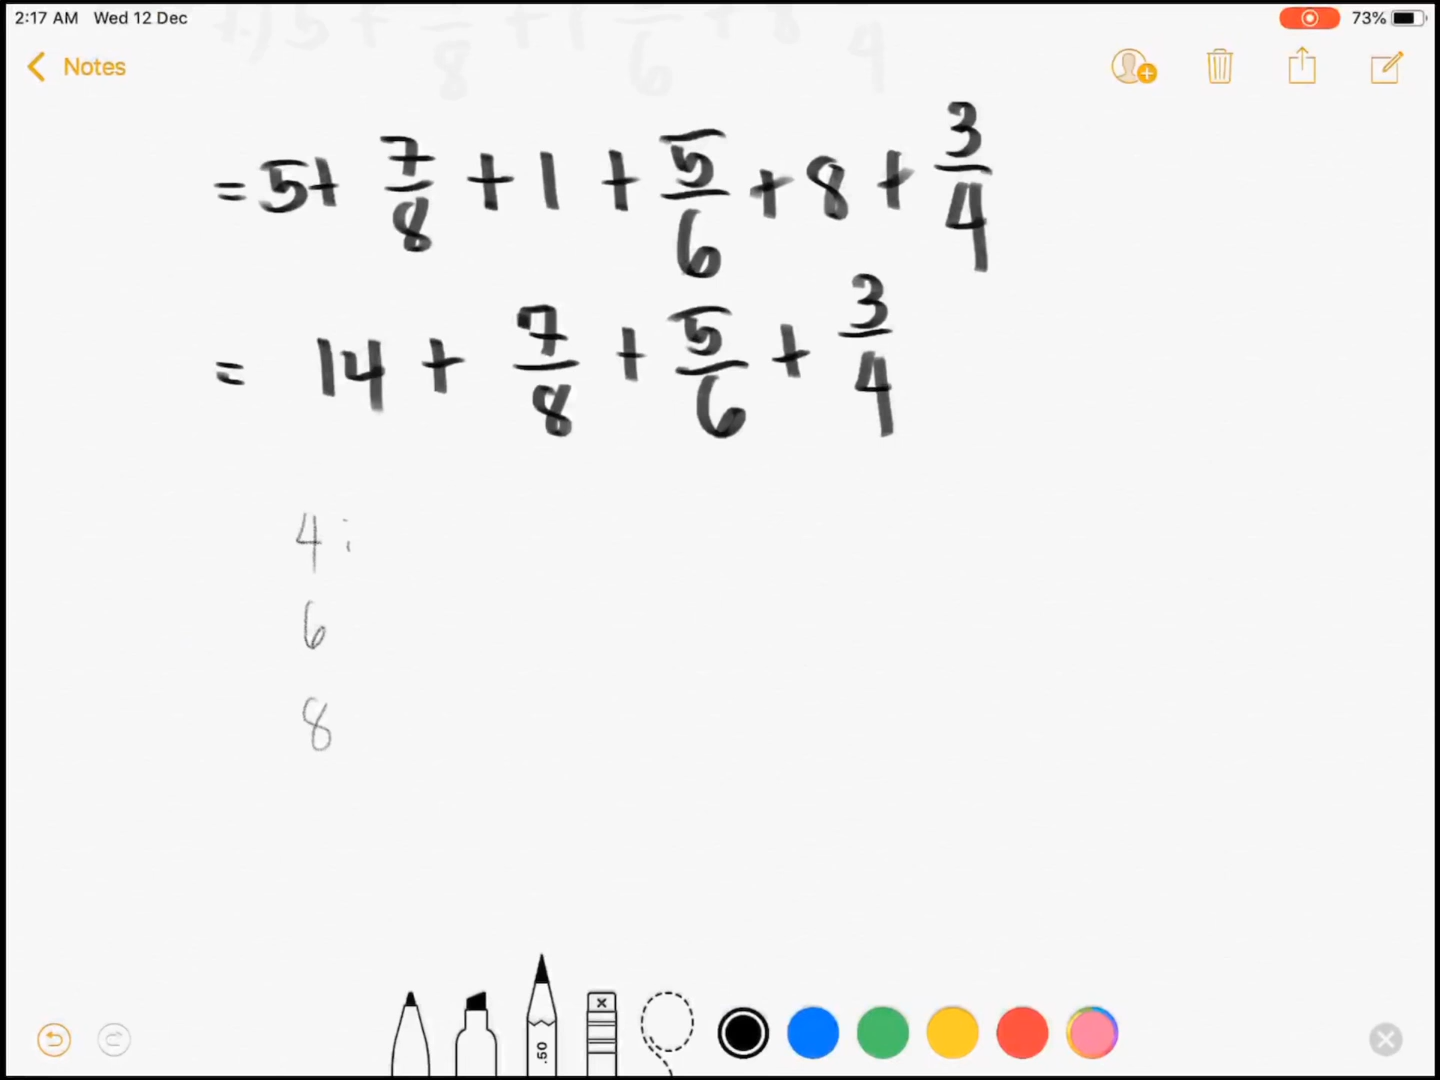 2:17 AM Wed 12 Dec 73%
Notes
= 5 + 7/8 + 1 + 5/6 + 8 + 3/4
= 14 + 7/8 + 5/6 + 3/4
4 :
6
8
.50